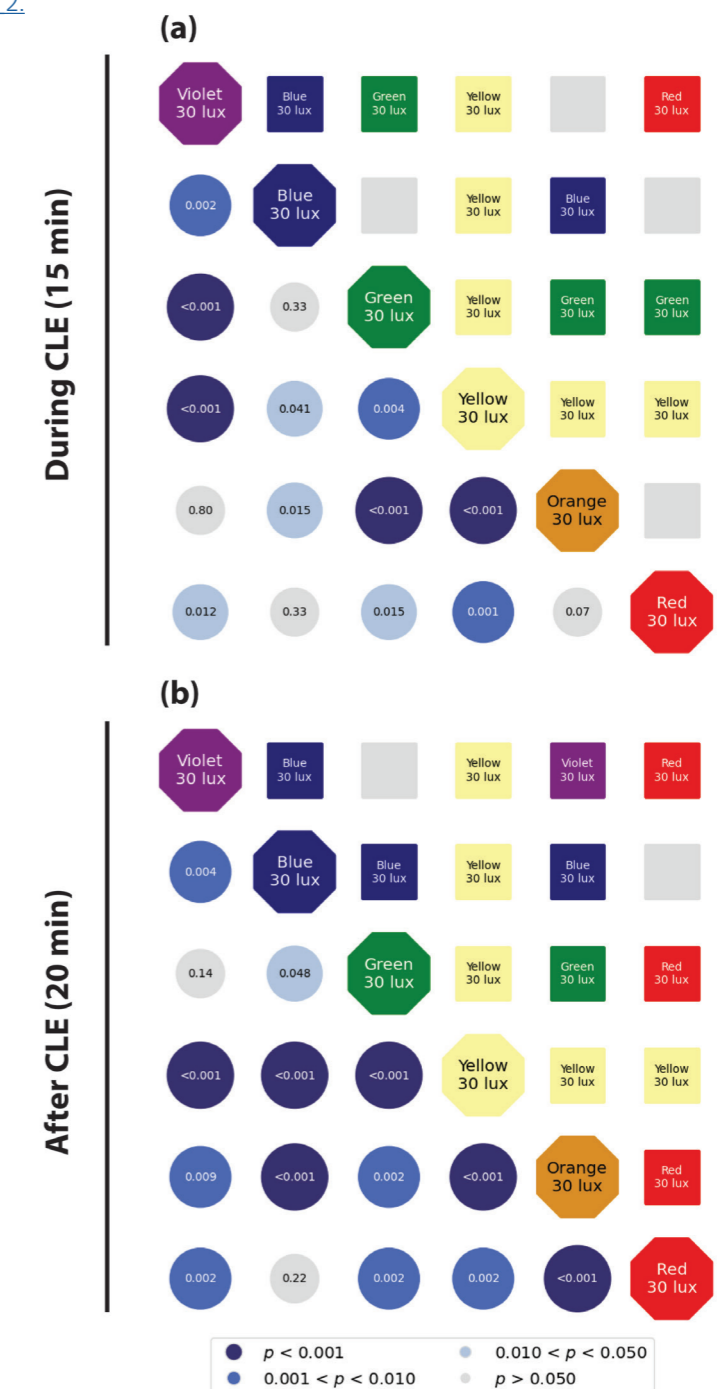 2.
(a)
During CLE (15 min)
Violet
30 lux
Blue
30 lux
Green
30 lux
Yellow
30 lux
Red
30 lux
0.002
Blue
30 lux
Yellow
30 lux
Blue
30 lux
<0.001
0.33
Green
30 lux
Yellow
30 lux
Green
30 lux
Green
30 lux
<0.001
0.041
0.004
Yellow
30 lux
Yellow
30 lux
Yellow
30 lux
0.80
0.015
<0.001
<0.001
Orange
30 lux
0.012
0.33
0.015
0.001
0.07
Red
30 lux
(b)
After CLE (20 min)
Violet
30 lux
Blue
30 lux
Yellow
30 lux
Violet
30 lux
Red
30 lux
0.004
Blue
30 lux
Blue
30 lux
Yellow
30 lux
Blue
30 lux
0.14
0.048
Green
30 lux
Yellow
30 lux
Green
30 lux
Red
30 lux
<0.001
<0.001
<0.001
Yellow
30 lux
Yellow
30 lux
Yellow
30 lux
0.009
<0.001
0.002
<0.001
Orange
30 lux
Red
30 lux
0.002
0.22
0.002
0.002
<0.001
Red
30 lux
p < 0.001
0.010 < p < 0.050
0.001 < p < 0.010
p > 0.050